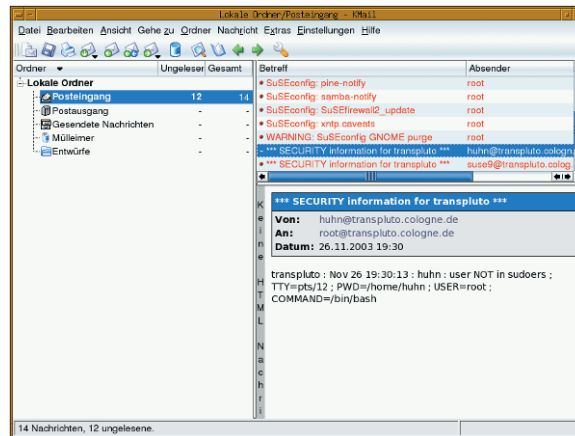 Lokale Ordner/Posteingang - KMail
Datei Bearbeiten Ansicht Gehe zu Ordner Nachricht Extras Einstellungen Hilfe
Ordner Ungelesen Gesamt
Lokale Ordner
Posteingang 12 14
Postausgang - -
Gesendete Nachrichten - -
Mülleimer - -
Entwürfe - -
Betreff Absender
SuSEconfig: pine-notify root
SuSEconfig: samba-notify root
SuSEconfig: SuSEfirewall2_update root
SuSEconfig: xntp.caveats root
WARNING: SuSEconfig GNOME purge root
*** SECURITY information for transpluto *** huhn@transpluto.cologn
*** SECURITY information for transpluto *** suse9@transpluto.colog
Keine HTML Nachri
*** SECURITY information for transpluto ***
Von: huhn@transpluto.cologne.de
An: root@transpluto.cologne.de
Datum: 26.11.2003 19:30
transpluto : Nov 26 19:30:13 : huhn : user NOT in sudoers ;
TTY=pts/12 ; PWD=/home/huhn ; USER=root ;
COMMAND=/bin/bash
14 Nachrichten, 12 ungelesene.